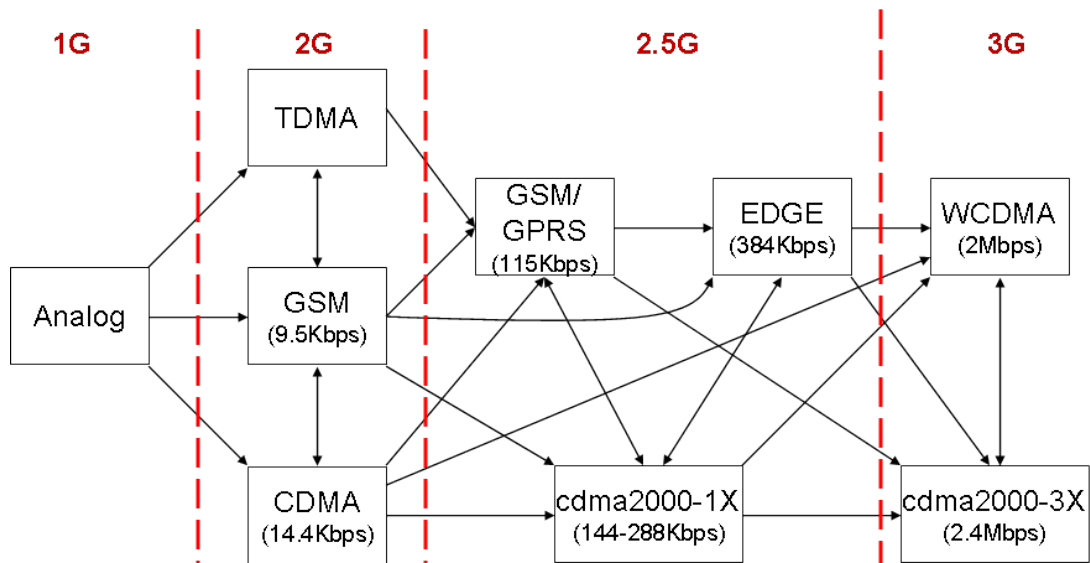 1G
2G
2.5G
3G
TDMA
GSM/
GPRS
(115Kbps)
EDGE
(384Kbps)
WCDMA
(2Mbps)
Analog
GSM
(9.5Kbps)
CDMA
(14.4Kbps)
cdma2000-1X
(144-288Kbps)
cdma2000-3X
(2.4Mbps)